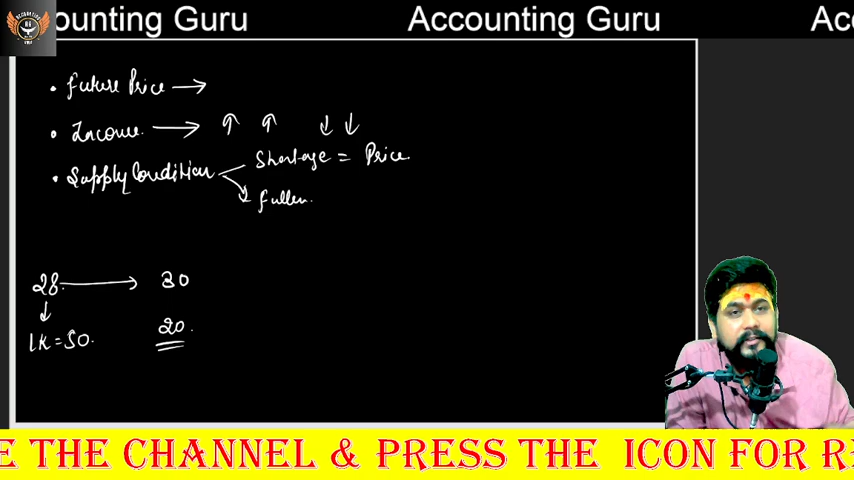 ounting Guru Accounting Guru Acc
• Future Price →
• Income → ↑ ↑ ↓ ↓
• Supply Condition Shortage = Price
Fuller.
28 → 30
↓
1K = 50. 20.
E THE CHANNEL & PRESS THE ICON FOR RE